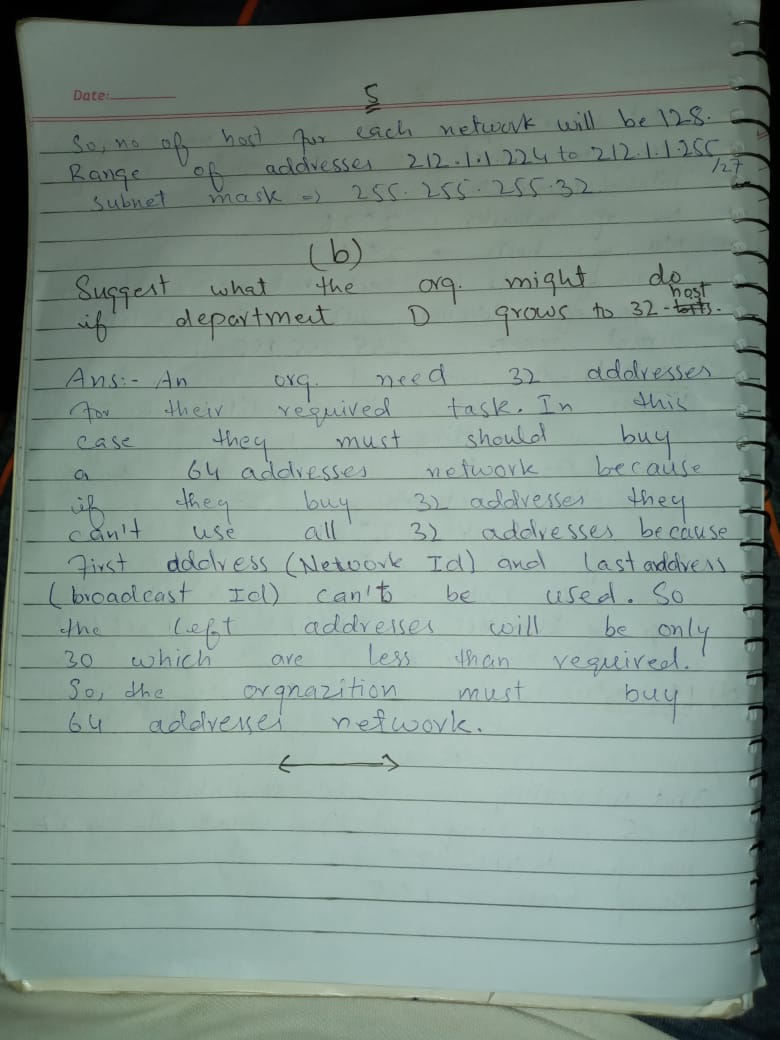 Date:
5
So, no of host for each network will be 128.
Range of addresses 212.1.1.224 to 212.1.1.255
/27
Subnet mask => 255.255.255.32
(b)
Suggest what the org. might do
if department D grows to 32-host.
Ans:- An org. need 32 addresses
for their required task. In this
case they must should buy
a 64 addresses network because
if they buy 32 addresses they
can't use all 32 addresses because
First address (Network Id) and last address
(broadcast Id) can't be used. So
the left addresses will be only
30 which are less than required.
So, the orgnazition must buy
64 addresses network.